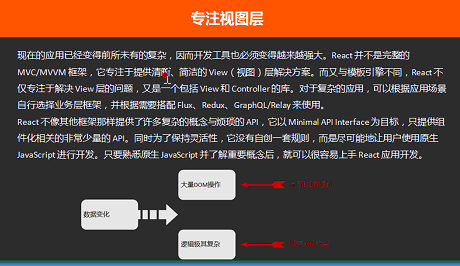 专注视图层
现在的应用已经变得前所未有的复杂，因而开发工具也必须变得越来越强大。React 并不是完整的
MVC/MVVM 框架，它专注于提供清晰、简洁的 View（视图）层解决方案。而又与模板引擎不同，React 不
仅专注于解决 View 层的问题，又是一个包括 View 和 Controller 的库。对于复杂的应用，可以根据应用场景
自行选择业务层框架，并根据需要搭配 Flux、Redux、GraphQL/Relay 来使用。
React 不像其他框架那样提供了许多复杂的概念与烦琐的 API，它以 Minimal API Interface 为目标，只提供组
件化相关的非常少量的 API。同时为了保持灵活性，它没有自创一套规则，而是尽可能地让用户使用原生
JavaScript 进行开发。只要熟悉原生 JavaScript 并了解重要概念后，就可以很容易上手 React 应用开发。
大量DOM操作
数据变化
逻辑极其复杂